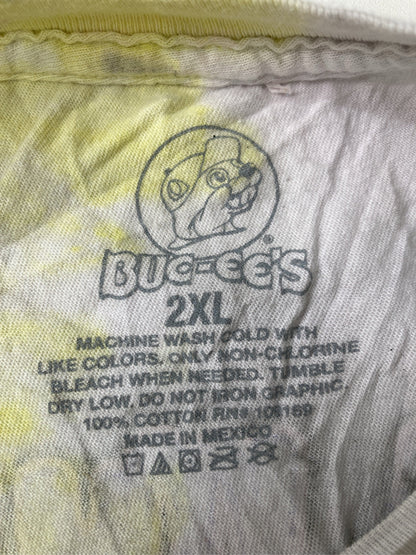 BUC-EE'S®
2XL
MACHINE WASH COLD WITH
LIKE COLORS. ONLY NON-CHLORINE
BLEACH WHEN NEEDED. TUMBLE
DRY LOW. DO NOT IRON GRAPHIC.
100% COTTON RN#
MADE IN MEXICO